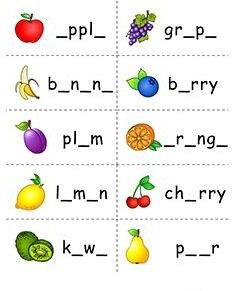 _ppl_ gr_p_
b_n_n_ b_rry
pl_m _r_ng_
l_m_n ch_rry
k_w_ p__r